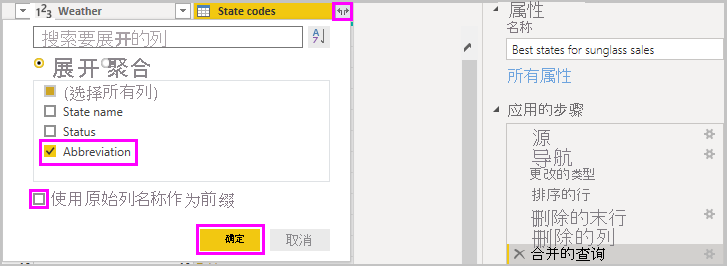 1²3 Weather
State codes
搜索要展开的列
A Z
展开 聚合
(选择所有列)
State name
Status
Abbreviation
使用原始列名称作为前缀
确定
取消
属性
名称
Best states for sunglass sales
所有属性
应用的步骤
源
导航
更改的类型
排序的行
删除的末行
删除的列
合并的查询